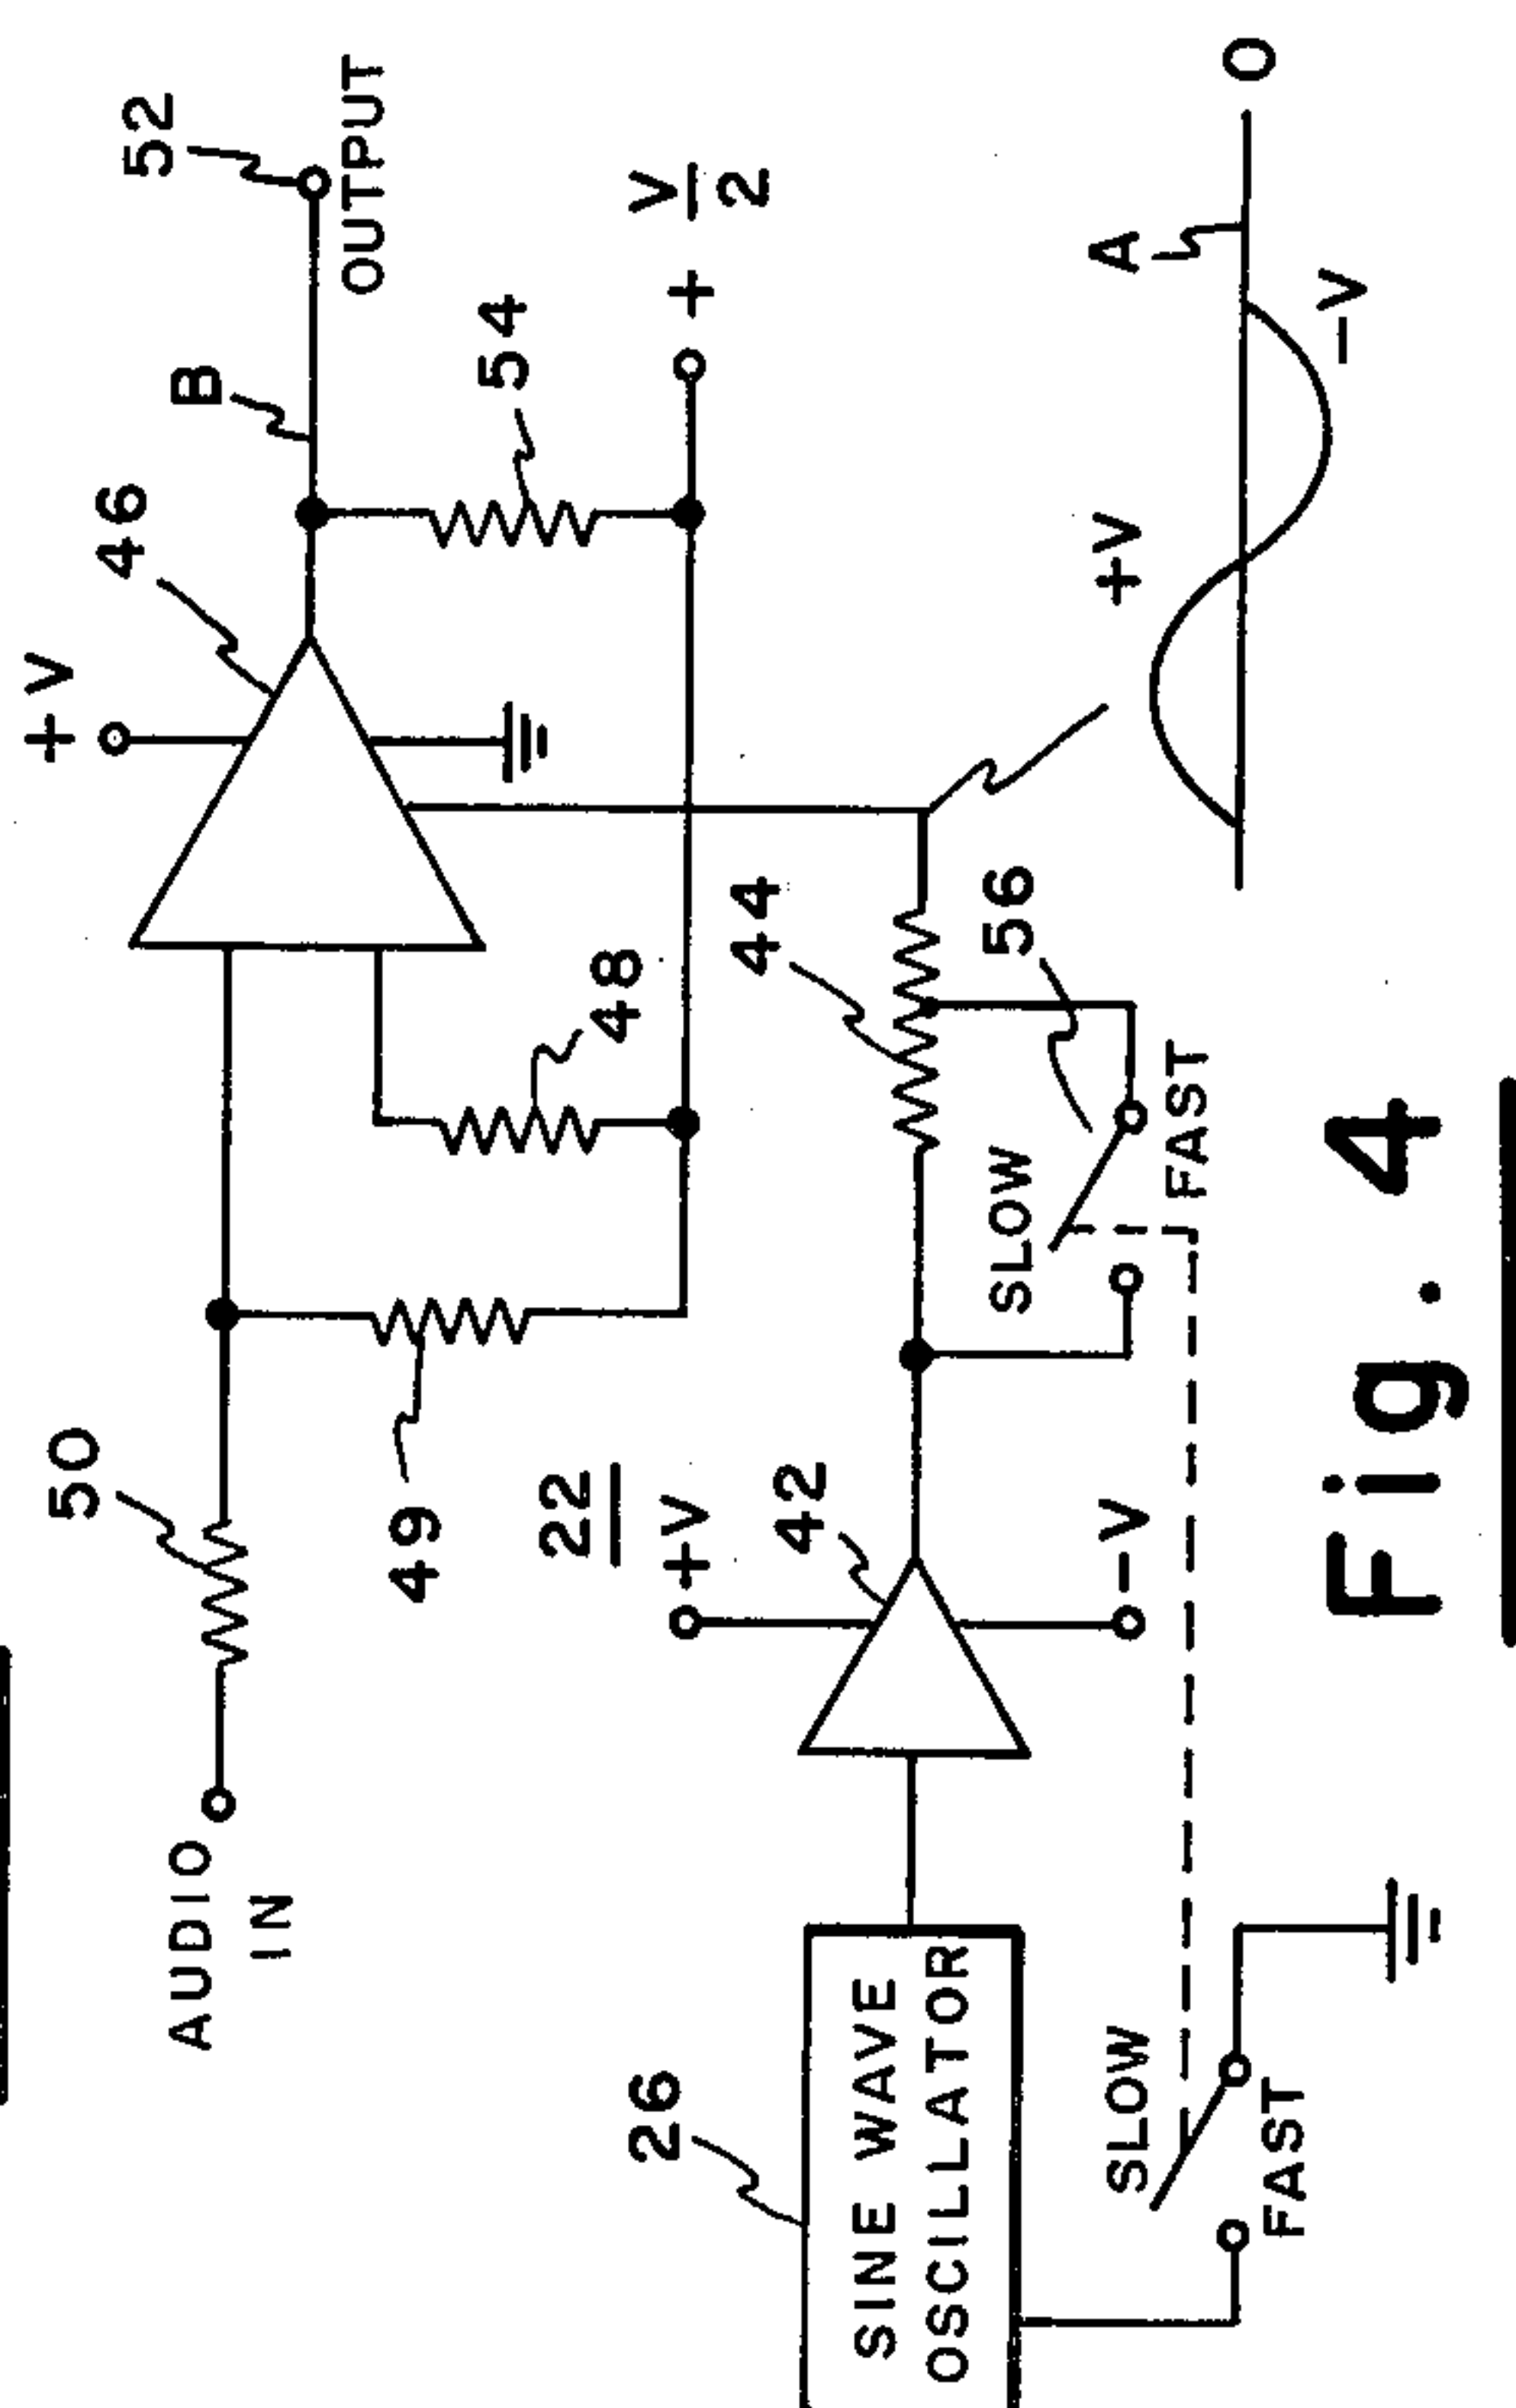 +V
46
52
B
OUTPUT
50
AUDIO
IN
49
48
54
+ V/2
22
+V
42
44
26
SINE WAVE
OSCILLATOR
-V
SLOW
56
FAST
SLOW
FAST
+V
A
O
-V
Fig. 4